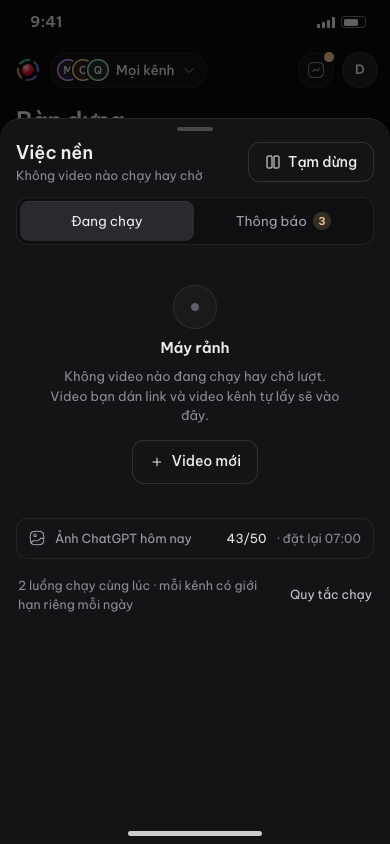 9:41
M C Q Mọi kênh
D
Việc nền
Không video nào chạy hay chờ
Tạm dừng
Đang chạy
Thông báo 3
Máy rảnh
Không video nào đang chạy hay chờ lượt.
Video bạn dán link và video kênh tự lấy sẽ vào
đây.
+ Video mới
Ảnh ChatGPT hôm nay 43/50 · đặt lại 07:00
2 luồng chạy cùng lúc · mỗi kênh có giới
hạn riêng mỗi ngày
Quy tắc chạy